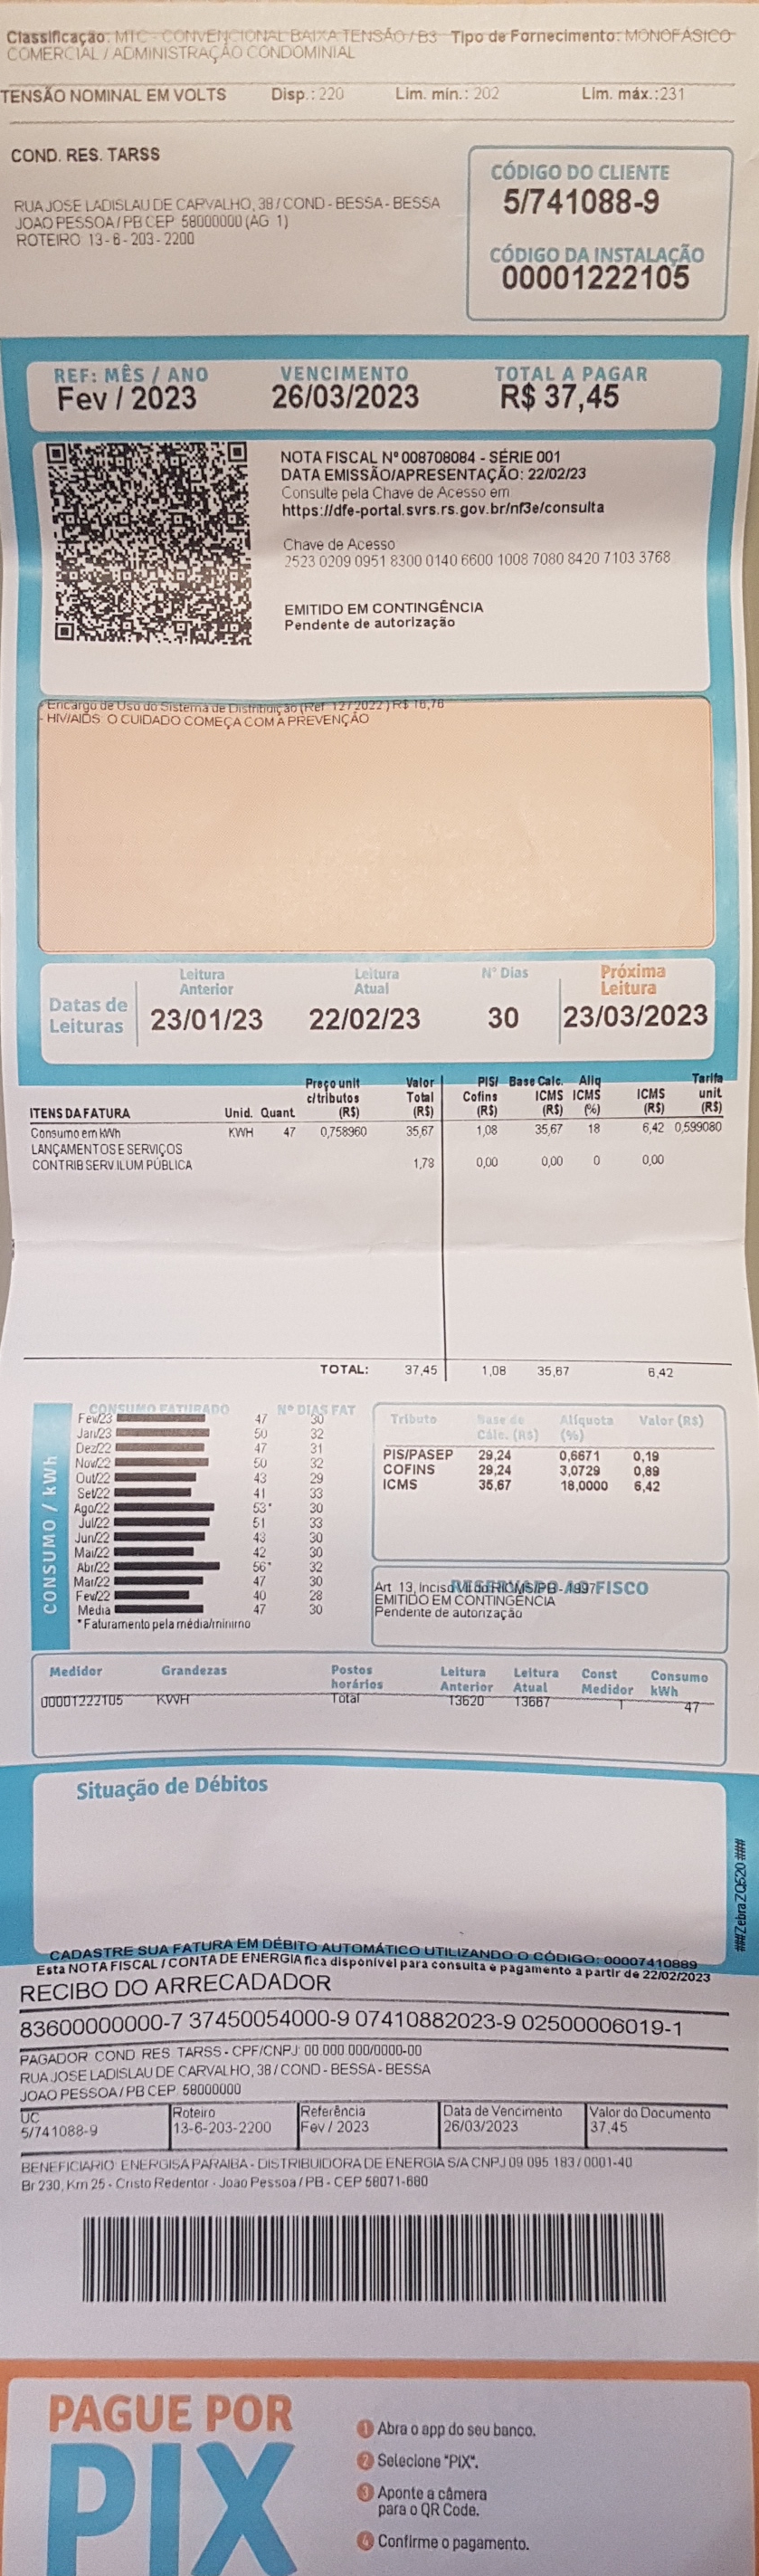 Classificação: MTC - CONVENCIONAL BAIXA TENSÃO / B3 Tipo de Fornecimento: MONOFÁSICO
COMERCIAL / ADMINISTRAÇÃO CONDOMINIAL
TENSÃO NOMINAL EM VOLTS Disp.: 220 Lim. mín.: 202 Lim. máx.:231
COND. RES. TARSS
RUA JOSE LADISLAU DE CARVALHO, 38 / COND - BESSA - BESSA
JOAO PESSOA / PB CEP: 58000000 (AG: 1)
ROTEIRO: 13 - 6 - 203 - 2200
CÓDIGO DO CLIENTE
5/741088-9
CÓDIGO DA INSTALAÇÃO
00001222105
REF: MÊS / ANO VENCIMENTO TOTAL A PAGAR
Fev / 2023 26/03/2023 R$ 37,45
NOTA FISCAL Nº 008708084 - SÉRIE 001
DATA EMISSÃO/APRESENTAÇÃO: 22/02/23
Consulte pela Chave de Acesso em
https://dfe-portal.svrs.rs.gov.br/nf3e/consulta
Chave de Acesso
2523 0209 0951 8300 0140 6600 1008 7080 8420 7103 3768
EMITIDO EM CONTINGÊNCIA
Pendente de autorização
- Encargo de Uso do Sistema de Distribuição (Ref. 12 / 2022 ) R$ 16,76
- HIV/AIDS: O CUIDADO COMEÇA COM A PREVENÇÃO
Datas de Leituras
Leitura Anterior Leitura Atual Nº Dias Próxima Leitura
23/01/23 22/02/23 30 23/03/2023
ITENS DA FATURA Unid. Quant. Preço unit c/tributos (R$) Valor Total (R$) PIS/ Cofins (R$) Base Calc. ICMS (R$) Aliq ICMS (%) ICMS (R$) Tarifa unit (R$)
Consumo em kWh KWH 47 0,758960 35,67 1,08 35,67 18 6,42 0,599080
LANÇAMENTOS E SERVIÇOS
CONTRIB SERV ILUM PÚBLICA 1,78 0,00 0,00 0 0,00
TOTAL: 37,45 1,08 35,67 6,42
CONSUMO / kWh
CONSUMO FATURADO Nº DIAS FAT
Fev/23 47 30
Jan/23 50 32
Dez/22 47 31
Nov/22 50 32
Out/22 43 29
Set/22 41 33
Ago/22 53* 30
Jul/22 51 33
Jun/22 43 30
Mai/22 42 30
Abr/22 56* 32
Mar/22 47 30
Fev/22 40 28
Media 47 30
*Faturamento pela média/mínimo
Tributo Base de Cálc. (R$) Alíquota (%) Valor (R$)
PIS/PASEP 29,24 0,6671 0,19
COFINS 29,24 3,0729 0,89
ICMS 35,67 18,0000 6,42
RESERVADO AO FISCO
Art. 13, Inciso VII do RICMS/PB - 1997
EMITIDO EM CONTINGÊNCIA
Pendente de autorização
Medidor Grandezas Postos horários Leitura Anterior Leitura Atual Const Medidor Consumo kWh
00001222105 KWH Total 13620 13667 1 47
Situação de Débitos
###Zebra ZQ520 ###
CADASTRE SUA FATURA EM DÉBITO AUTOMÁTICO UTILIZANDO O CÓDIGO: 00007410889
Esta NOTA FISCAL / CONTA DE ENERGIA fica disponível para consulta e pagamento a partir de 22/02/2023
RECIBO DO ARRECADADOR
83600000000-7 37450054000-9 07410882023-9 02500006019-1
PAGADOR: COND. RES. TARSS - CPF/CNPJ: 00.000.000/0000-00
RUA JOSE LADISLAU DE CARVALHO, 38 / COND - BESSA - BESSA
JOAO PESSOA / PB CEP: 58000000
UC Roteiro Referência Data de Vencimento Valor do Documento
5/741088-9 13-6-203-2200 Fev / 2023 26/03/2023 37,45
BENEFICIÁRIO: ENERGISA PARAIBA - DISTRIBUIDORA DE ENERGIA S/A CNPJ 09.095.183 / 0001-40
Br 230, Km 25 - Cristo Redentor - Joao Pessoa / PB - CEP 58071-680
PAGUE POR
PIX
1 Abra o app do seu banco.
2 Selecione "PIX".
3 Aponte a câmera
para o QR Code.
4 Confirme o pagamento.